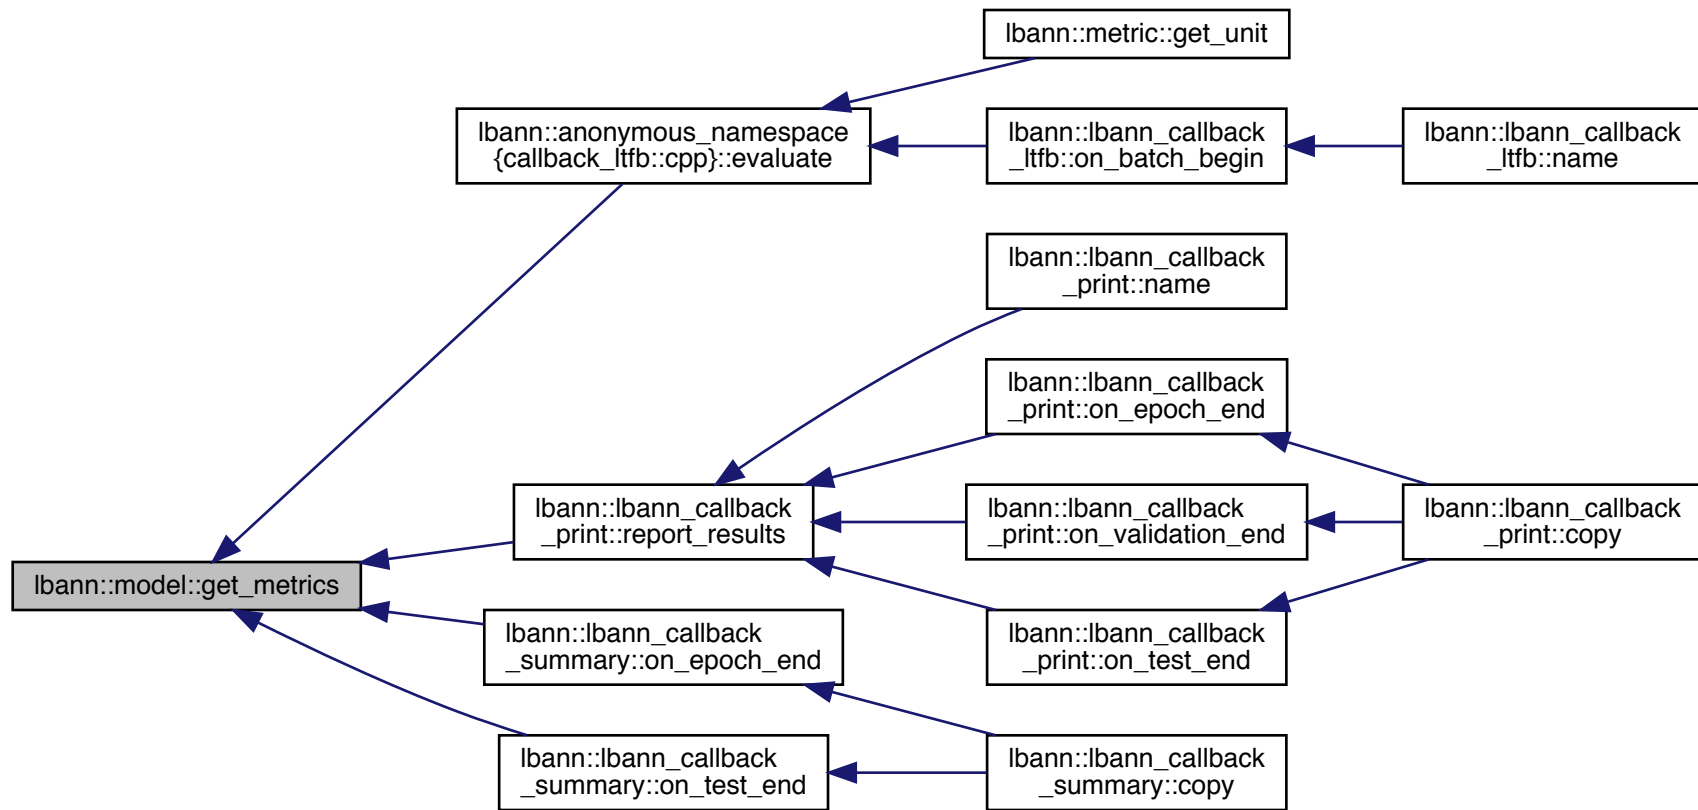 lbann::metric::get_unit
lbann::anonymous_namespace
{callback_ltfb::cpp}::evaluate
lbann::lbann_callback
_ltfb::on_batch_begin
lbann::lbann_callback
_ltfb::name
lbann::lbann_callback
_print::name
lbann::lbann_callback
_print::on_epoch_end
lbann::lbann_callback
_print::report_results
lbann::lbann_callback
_print::on_validation_end
lbann::lbann_callback
_print::copy
lbann::model::get_metrics
lbann::lbann_callback
_summary::on_epoch_end
lbann::lbann_callback
_print::on_test_end
lbann::lbann_callback
_summary::on_test_end
lbann::lbann_callback
_summary::copy